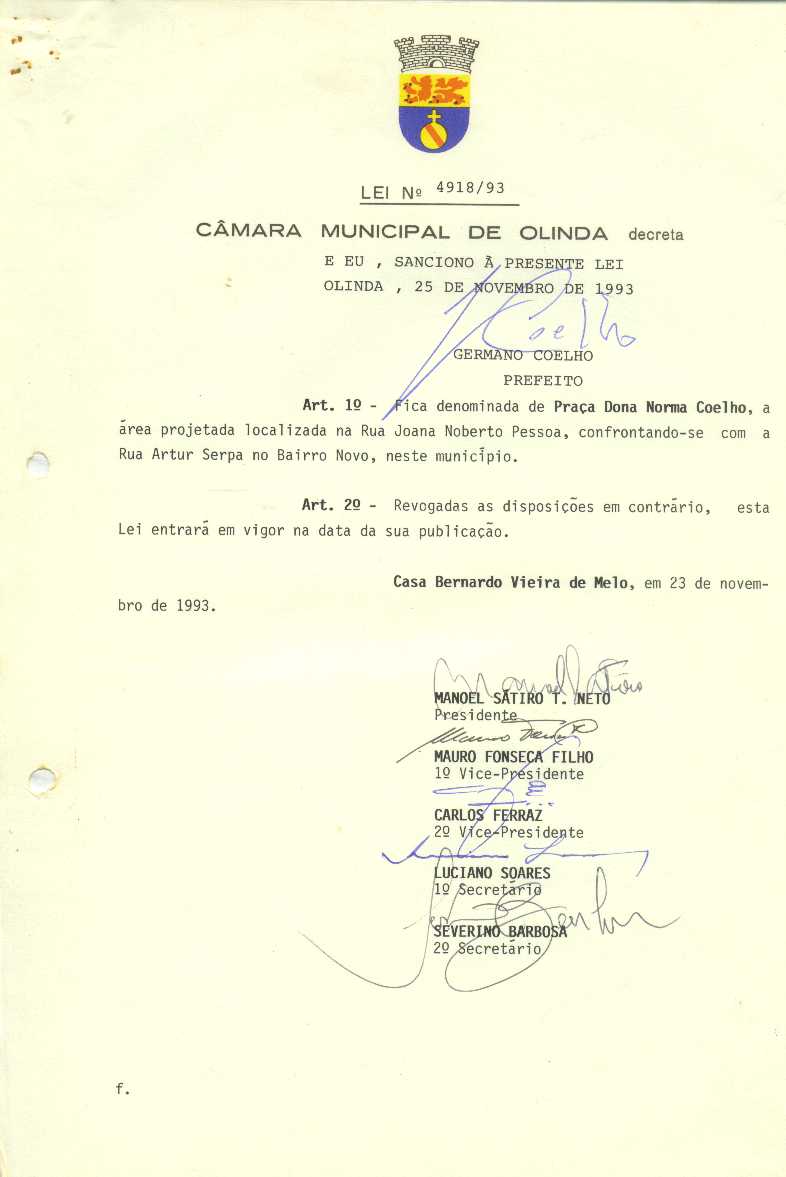 LEI Nº 4918/93
CÂMARA MUNICIPAL DE OLINDA decreta
E EU , SANCIONO À PRESENTE LEI
OLINDA , 25 DE NOVEMBRO DE 1993
Coelho
GERMANO COELHO
PREFEITO
Art. 1º - Fica denominada de Praça Dona Norma Coelho, a
área projetada localizada na Rua Joana Noberto Pessoa, confrontando-se com a
Rua Artur Serpa no Bairro Novo, neste município.
Art. 2º - Revogadas as disposições em contrário, esta
Lei entrará em vigor na data da sua publicação.
Casa Bernardo Vieira de Melo, em 23 de novem-
bro de 1993.
MANOEL SÁTIRO T. NETO
Presidente
MAURO FONSECA FILHO
1º Vice-Presidente
CARLOS FERRAZ
2º Vice-Presidente
LUCIANO SOARES
1º Secretário
SEVERINO BARBOSA
2º Secretário
f.